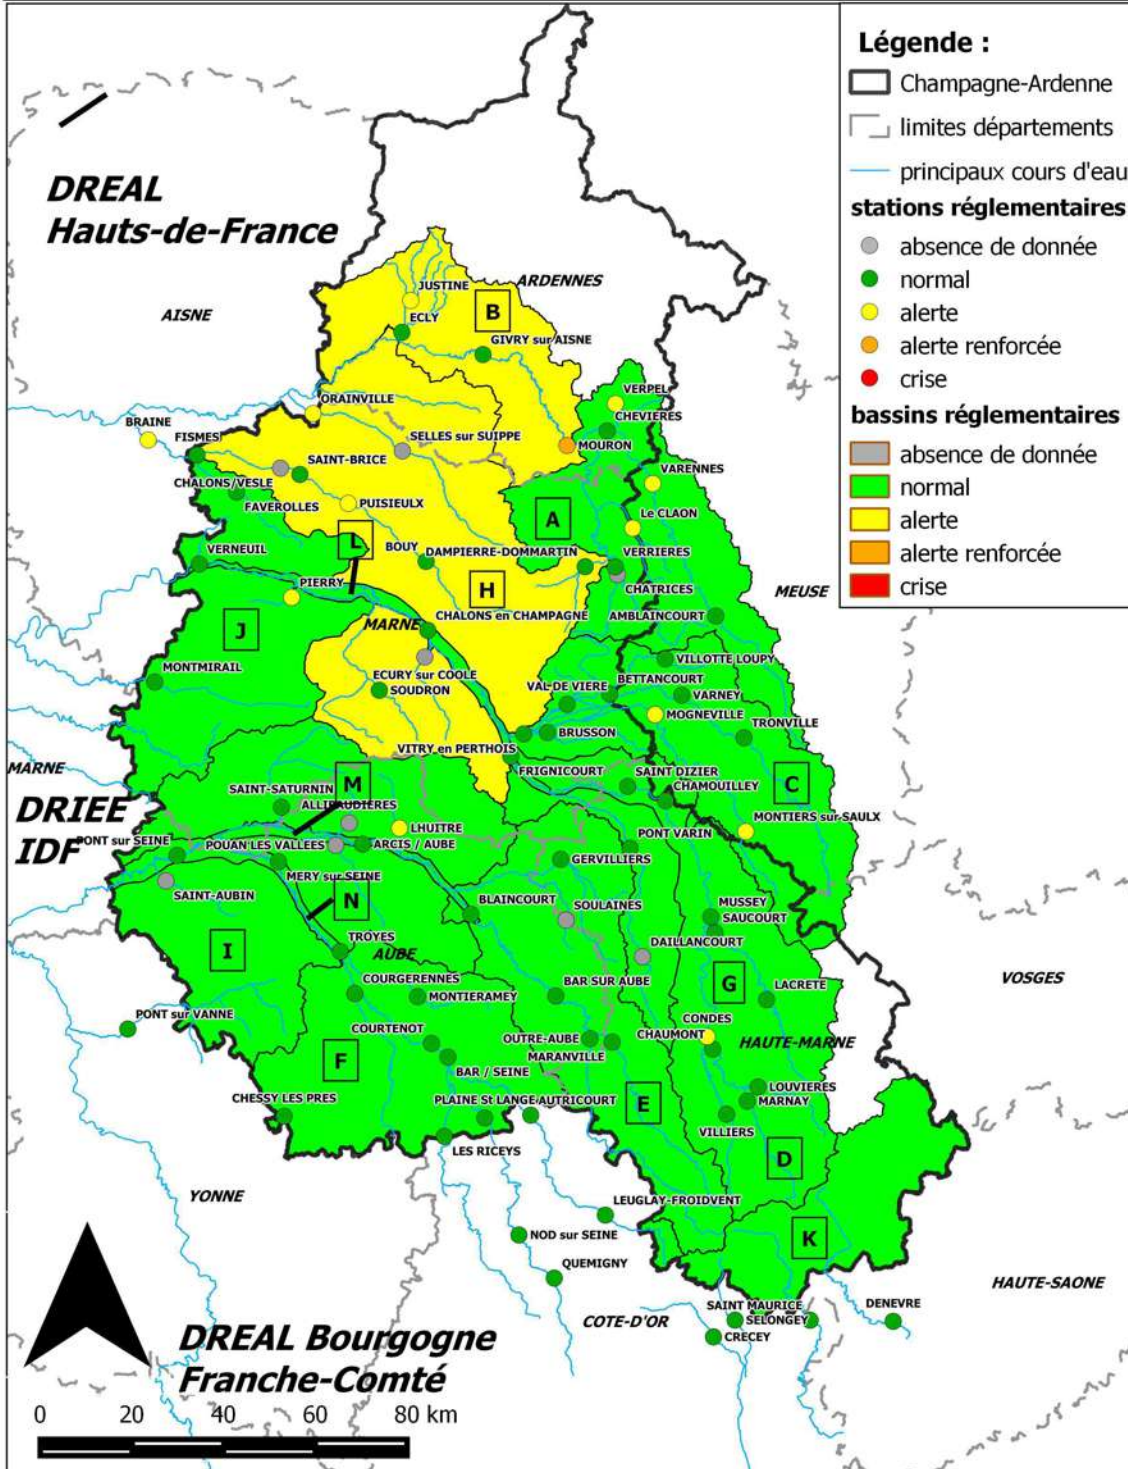 Légende :
Champagne-Ardenne
limites départements
principaux cours d'eau
stations réglementaires
absence de donnée
normal
alerte
alerte renforcée
crise
bassins réglementaires
absence de donnée
normal
alerte
alerte renforcée
crise
DREAL
Hauts-de-France
AISNE
ARDENNES
JUSTINE
B
ECLY
GIVRY sur AISNE
ORAINVILLE
VERPEL
CHEVIERES
BRAINE
FISMES
SELLES sur SUIPPE
MOURON
SAINT-BRICE
VARENNES
CHALONS/VESLE
FAVEROLLES
PUISIEULX
A
Le CLAON
L
VERNEUIL
BOUY
DAMPIERRE-DOMMARTIN
VERRIERES
PIERRY
H
CHATRICES
MEUSE
J
MARNE
CHALONS en CHAMPAGNE
AMBLAINCOURT
MONTMIRAIL
ECURY sur COOLE
SOUDRON
VILLOTTE LOUPY
BETTANCOURT
VAL DE VIERE
VARNEY
MOGNEVILLE
TRONVILLE
BRUSSON
VITRY en PERTHOIS
MARNE
FRIGNICOURT
SAINT DIZIER
CHAMOUILLEY
C
M
SAINT-SATURNIN
ALLIBAUDIERES
DRIEE
IDF
LHUITRE
MONTIERS sur SAULX
PONT sur SEINE
POUAN LES VALLEES
ARCIS / AUBE
PONT VARIN
MERY sur SEINE
GERVILLIERS
SAINT-AUBIN
N
BLAINCOURT
SOULAINES
MUSSEY
SAUCOURT
I
TROYES
AUBE
DAILLANCOURT
COURGERENNES
MONTIERAMEY
BAR SUR AUBE
G
LACRETE
VOSGES
PONT sur VANNE
COURTENOT
OUTRE-AUBE
MARANVILLE
CONDES
CHAUMONT
HAUTE-MARNE
F
BAR / SEINE
LOUVIERES
MARNAY
CHESSY LES PRES
PLAINE St LANGE
AUTRICOURT
E
VILLIERS
LES RICEYS
D
YONNE
LEUGLAY-FROIDVENT
NOD sur SEINE
K
QUEMIGNY
HAUTE-SAONE
COTE-D'OR
SAINT MAURICE
SELONGEY
DENEVRE
CRECEY
DREAL Bourgogne
Franche-Comté
0 20 40 60 80 km